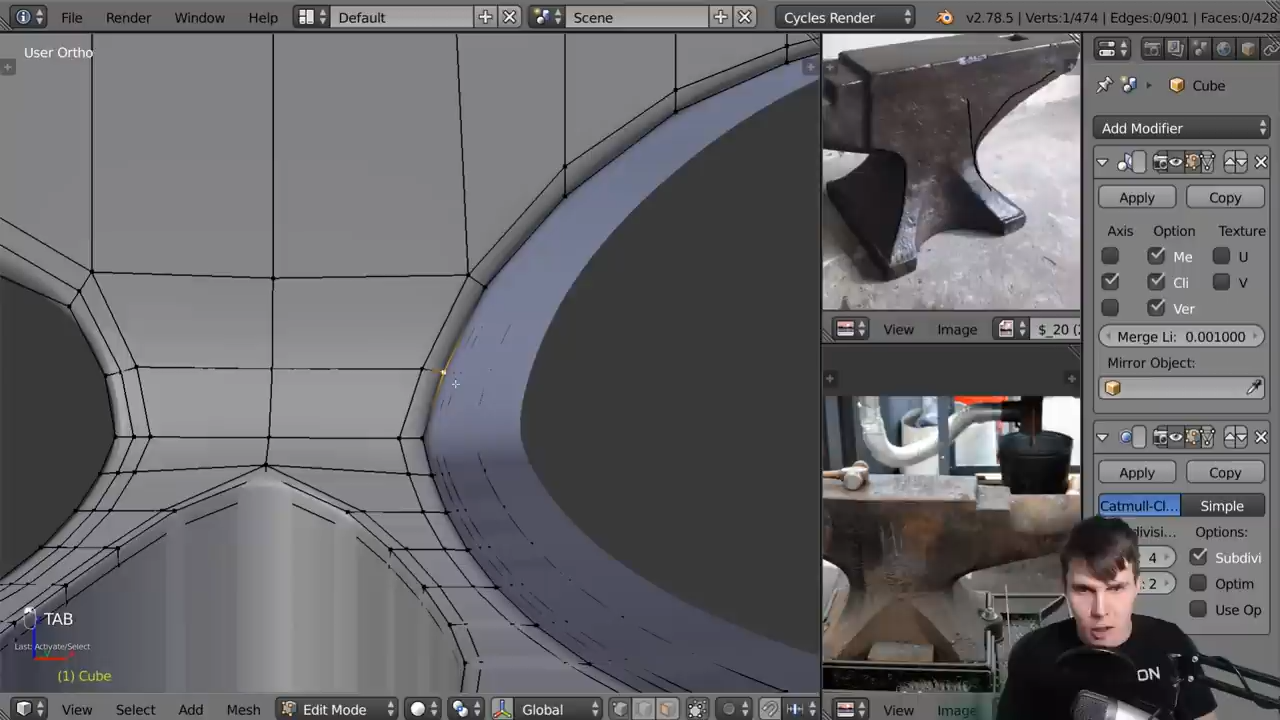 File Render Window Help Default Scene Cycles Render v2.78.5 | Verts:1/474 | Edges:0/901 | Faces:0/428
User Ortho
Cube
Add Modifier
Apply Copy
Axis Option Texture
Me U
Cli V
Ver
Merge Li: 0.001000
Mirror Object:
View Image $_20 (2
Apply Copy
Catmull-Cl... Simple
divisi... Options:
4 Subdivi
2 Optim
Use Op
TAB
Last: Activate/Select
(1) Cube
ON
View Select Add Mesh Edit Mode Global View Image